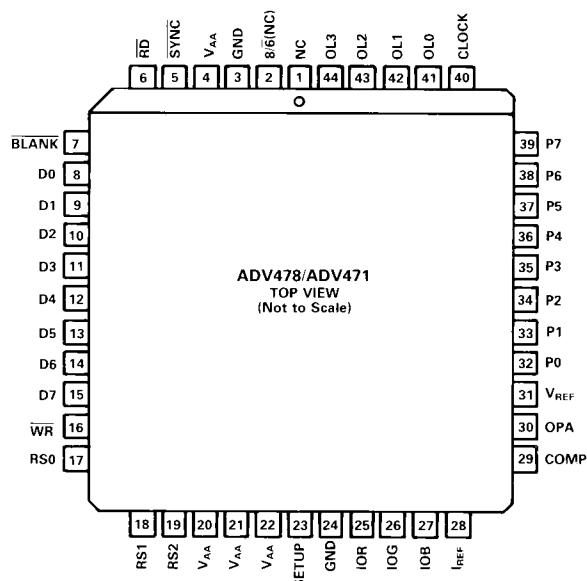 R̅D̅ S̅Y̅N̅C̅ VAA GND 8/6̅(NC) NC OL3 OL2 OL1 OL0 CLOCK
6 5 4 3 2 1 44 43 42 41 40
B̅L̅A̅N̅K̅ 7
D0 8
D1 9
D2 10
D3 11
D4 12
D5 13
D6 14
D7 15
W̅R̅ 16
RS0 17
ADV478/ADV471
TOP VIEW
(Not to Scale)
39 P7
38 P6
37 P5
36 P4
35 P3
34 P2
33 P1
32 P0
31 VREF
30 OPA
29 COMP
18 19 20 21 22 23 24 25 26 27 28
RS1 RS2 VAA VAA VAA SETUP GND IOR IOG IOB IREF